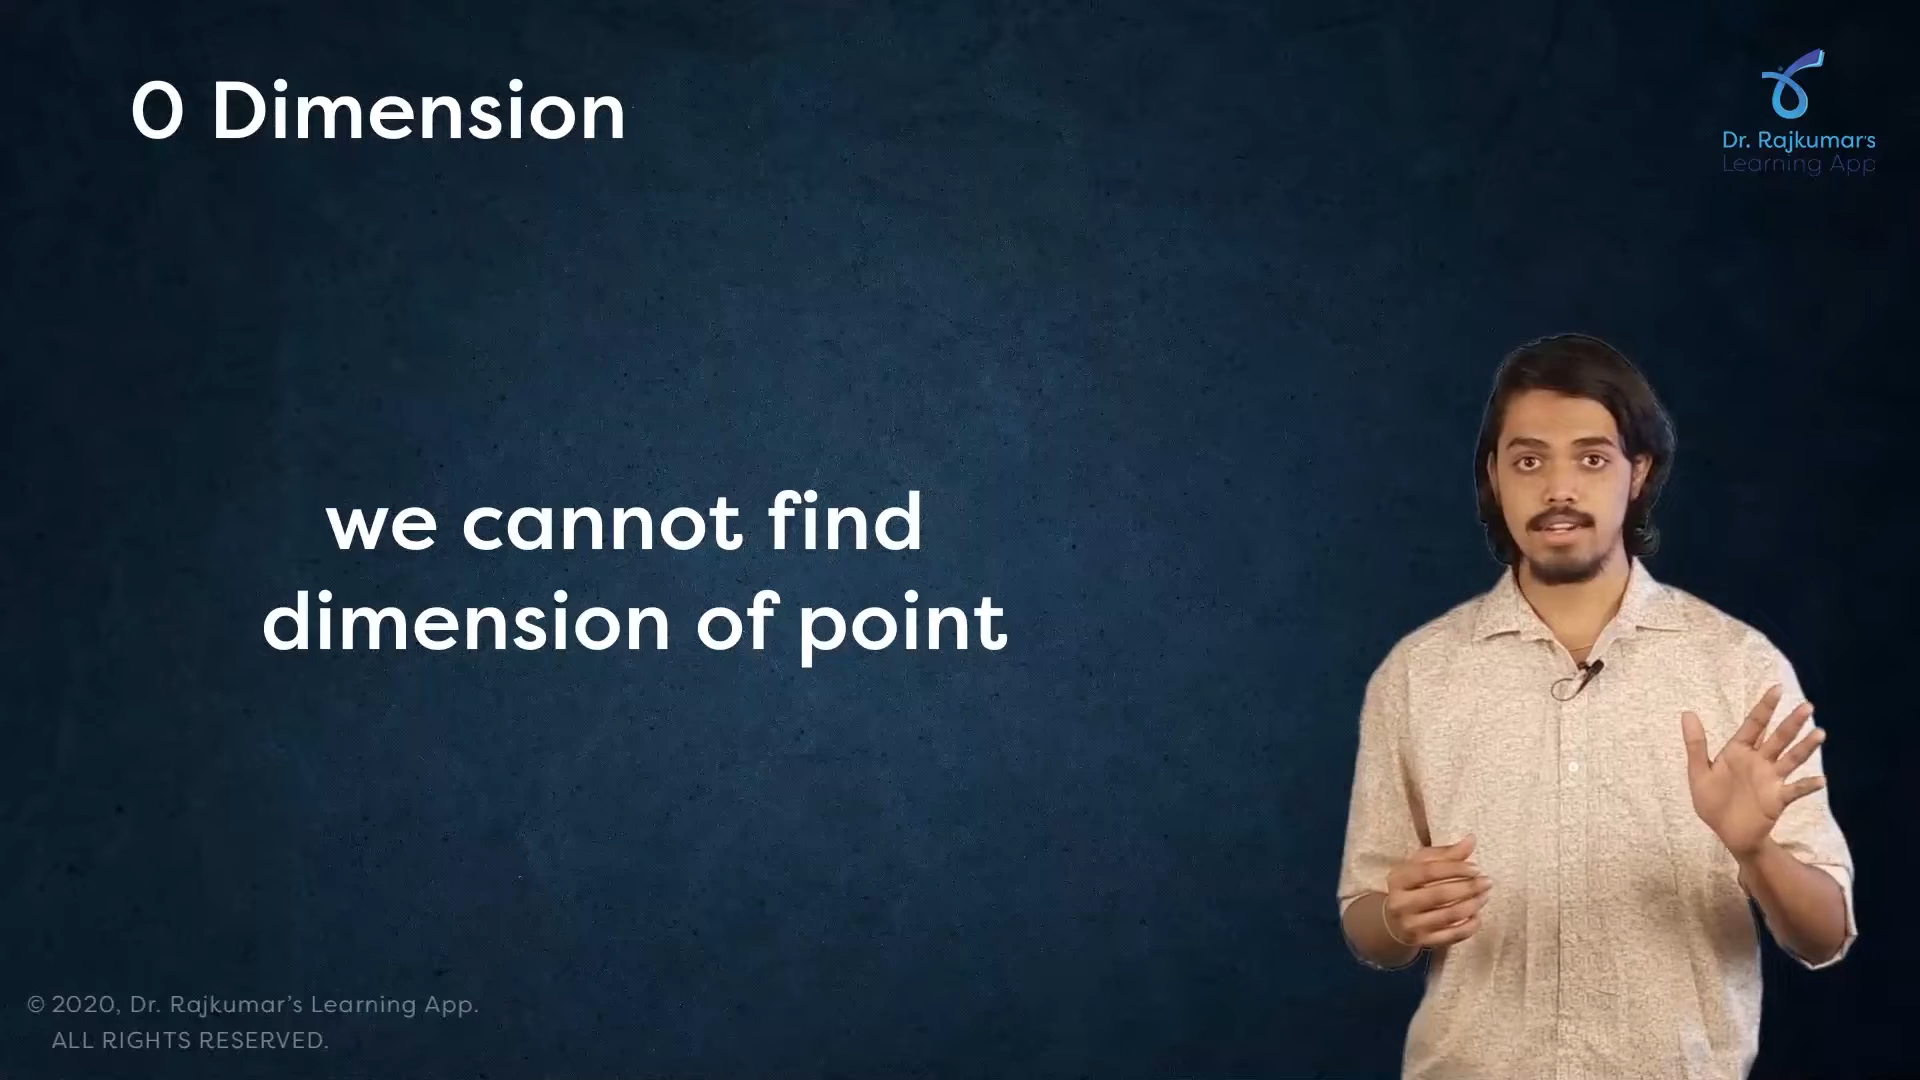 0 Dimension
Dr. Rajkumar's
Learning App
we cannot find
dimension of point
© 2020, Dr. Rajkumar's Learning App.
ALL RIGHTS RESERVED.